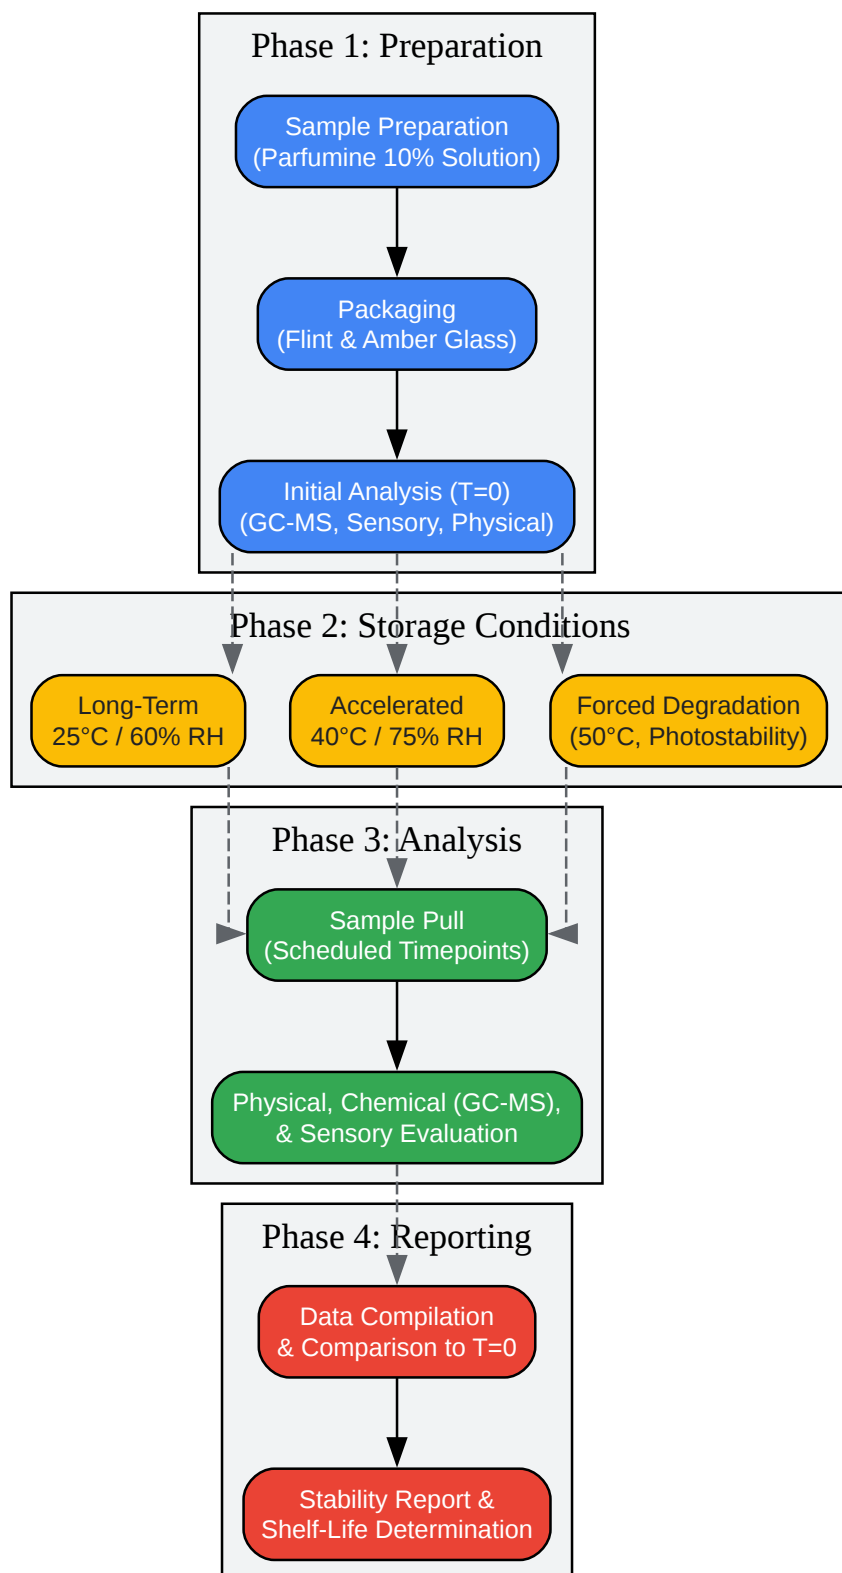 Phase 1: Preparation
Sample Preparation
(Parfumine 10% Solution)
Packaging
(Flint & Amber Glass)
Initial Analysis (T=0)
(GC-MS, Sensory, Physical)
Phase 2: Storage Conditions
Long-Term
25°C / 60% RH
Accelerated
40°C / 75% RH
Forced Degradation
(50°C, Photostability)
Phase 3: Analysis
Sample Pull
(Scheduled Timepoints)
Physical, Chemical (GC-MS),
& Sensory Evaluation
Phase 4: Reporting
Data Compilation
& Comparison to T=0
Stability Report &
Shelf-Life Determination